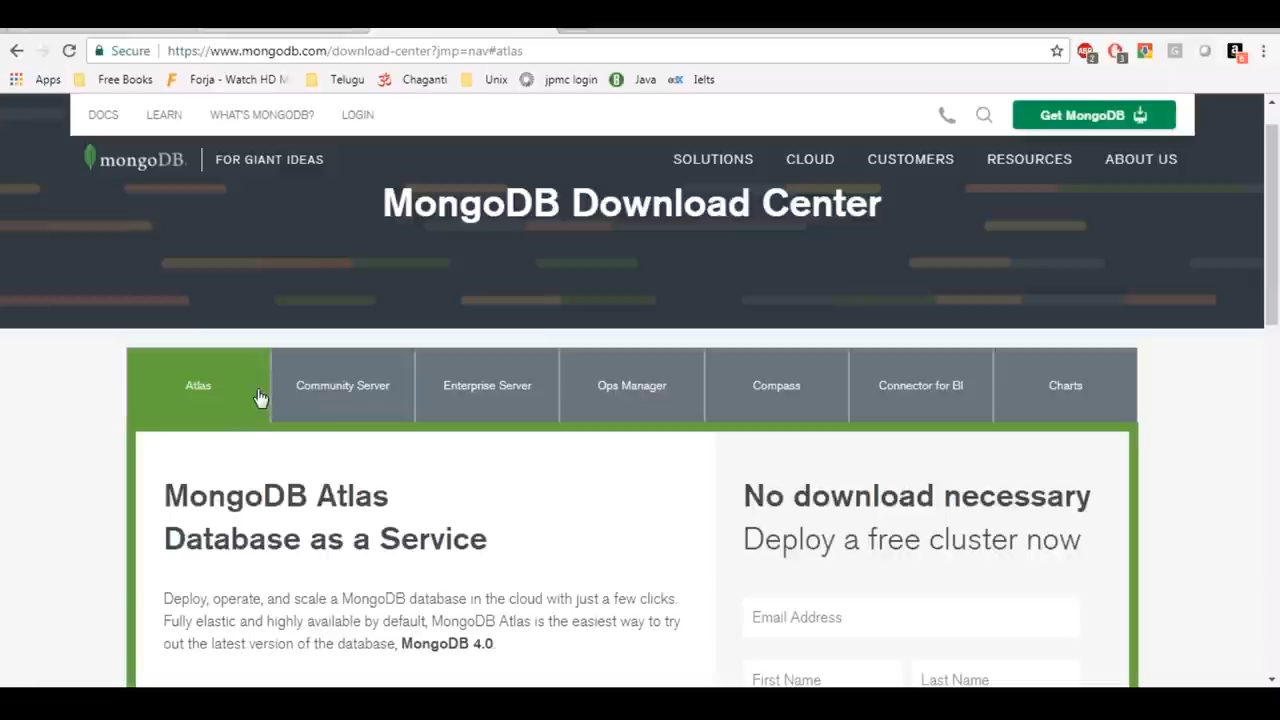 Secure https://www.mongodb.com/download-center?jmp=nav#atlas
Apps Free Books Forja - Watch HD M Telugu Chaganti Unix jpmc login Java Ielts
DOCS LEARN WHAT'S MONGODB? LOGIN Get MongoDB
mongoDB. FOR GIANT IDEAS SOLUTIONS CLOUD CUSTOMERS RESOURCES ABOUT US
MongoDB Download Center
Atlas Community Server Enterprise Server Ops Manager Compass Connector for BI Charts
MongoDB Atlas
Database as a Service
Deploy, operate, and scale a MongoDB database in the cloud with just a few clicks.
Fully elastic and highly available by default, MongoDB Atlas is the easiest way to try
out the latest version of the database, MongoDB 4.0.
No download necessary
Deploy a free cluster now
Email Address
First Name Last Name